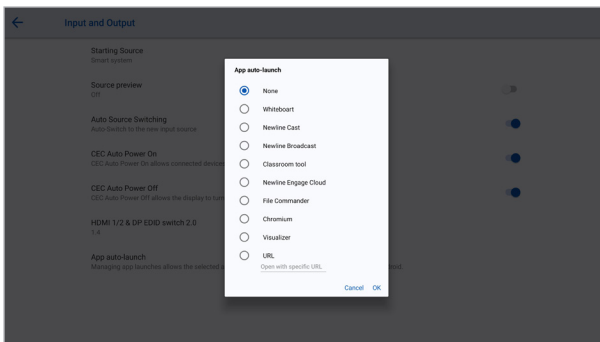 Input and Output
Starting Source
Smart system
Source preview
Off
Auto Source Switching
Auto Switch to the new input source
CEC Auto Power On
CEC Auto Power On allows connected devices
CEC Auto Power Off
CEC Auto Power Off allows the display to turn
HDMI 1/2 & DP EDID switch 2.0
1.4
App auto-launch
Managing app launches allows the selected a
App auto-launch
None
Whiteboart
Newline Cast
Newline Broadcast
Classroom tool
Newline Engage Cloud
File Commander
Chromium
Visualizer
URL
Open with specific URL
Cancel OK